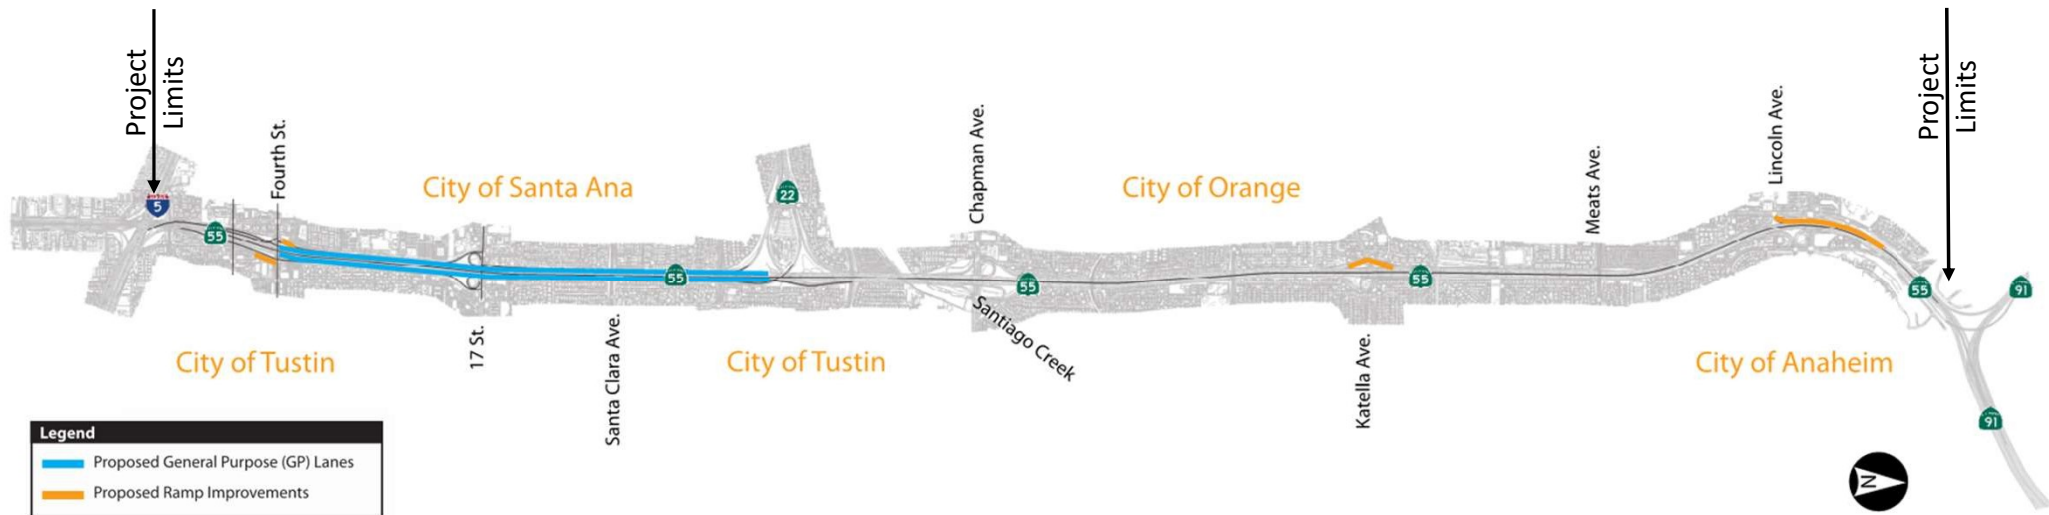 Project
Limits
Project
Limits
Fourth St.
Chapman Ave.
Meats Ave.
Lincoln Ave.
City of Santa Ana
City of Orange
5
55
22
55
55
55
55
91
91
17 St.
Santa Clara Ave.
Santiago Creek
Katella Ave.
City of Tustin
City of Tustin
City of Anaheim
Legend
Proposed General Purpose (GP) Lanes
Proposed Ramp Improvements
N